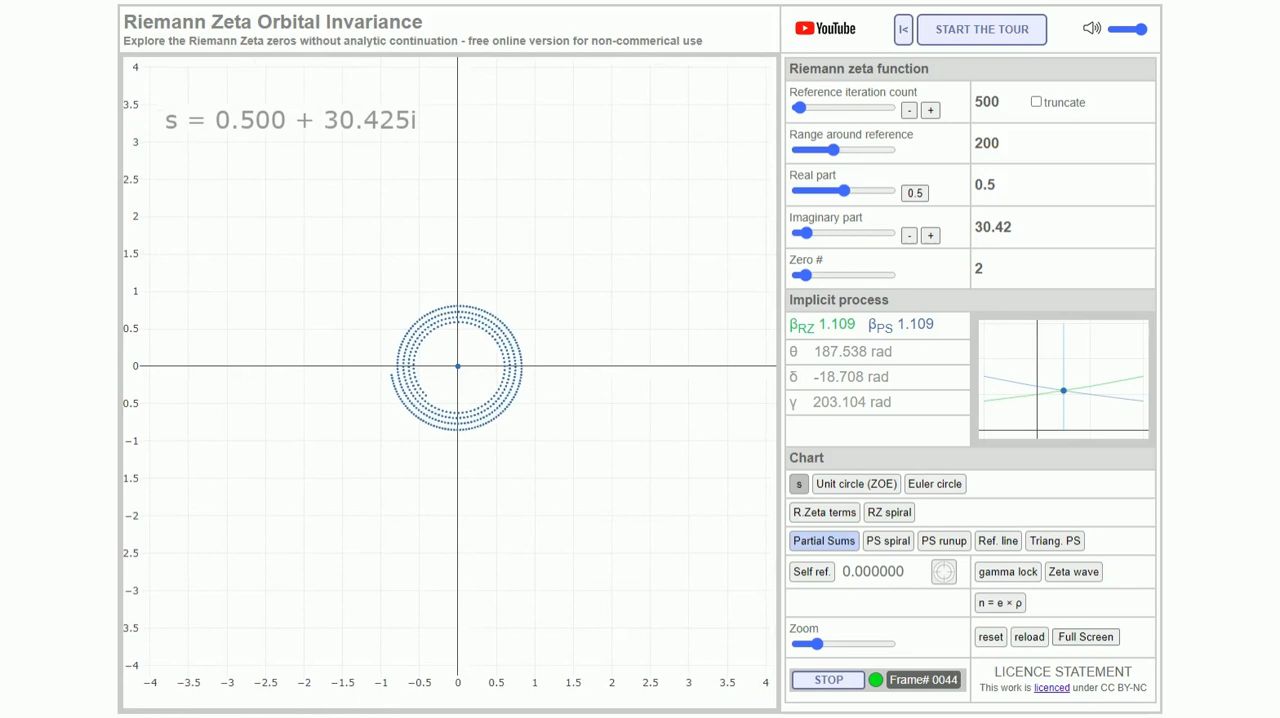 Riemann Zeta Orbital Invariance
Explore the Riemann Zeta zeros without analytic continuation - free online version for non-commerical use
YouTube
|<
START THE TOUR
s = 0.500 + 30.425i
4
3.5
3
2.5
2
1.5
1
0.5
0
0.5
−1
1.5
−2
2.5
−3
3.5
−4
−4
−3.5
−3
−2.5
−2
−1.5
−1
−0.5
0
0.5
1
1.5
2
2.5
3
3.5
4
Riemann zeta function
Reference iteration count
- +
500
truncate
Range around reference
200
Real part
0.5
0.5
Imaginary part
- +
30.42
Zero #
2
Implicit process
βRZ 1.109 βPS 1.109
θ 187.538 rad
δ -18.708 rad
γ 203.104 rad
Chart
s Unit circle (ZOE) Euler circle
R.Zeta terms RZ spiral
Partial Sums PS spiral PS runup Ref. line Triang. PS
Self ref. 0.000000
gamma lock Zeta wave
n = e × ρ
Zoom
reset reload Full Screen
STOP Frame# 0044
LICENCE STATEMENT
This work is licenced under CC BY-NC